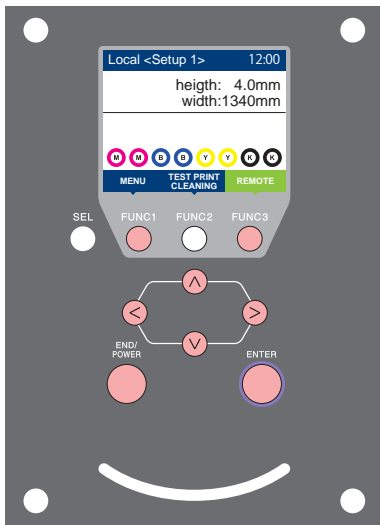 Local <Setup 1> 12:00
heigth: 4.0mm
width:1340mm
M M B B Y Y K K
MENU
TEST PRINT
CLEANING
REMOTE
SEL
FUNC1 FUNC2 FUNC3
END/
POWER
ENTER